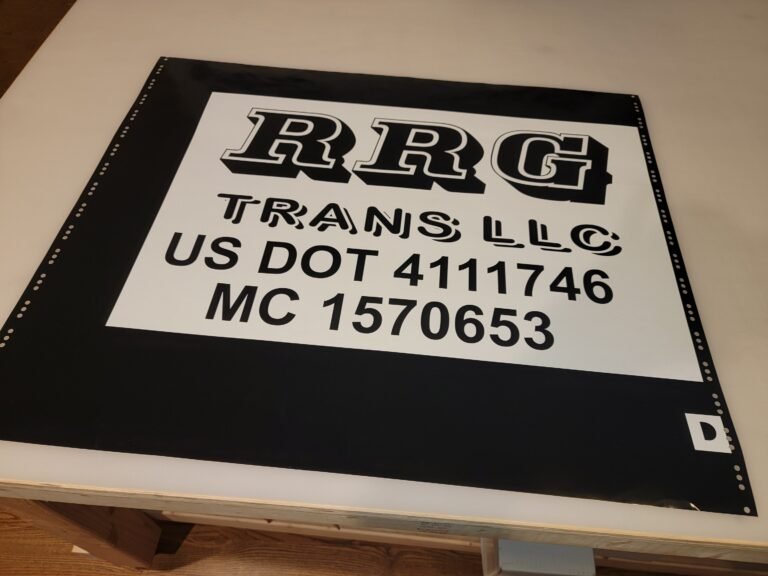 RRG
TRANS LLC
US DOT 4111746
MC 1570653
D